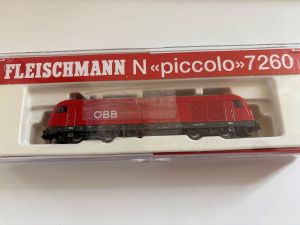 FLEISCHMANN N «piccolo» 7260
ÖBB